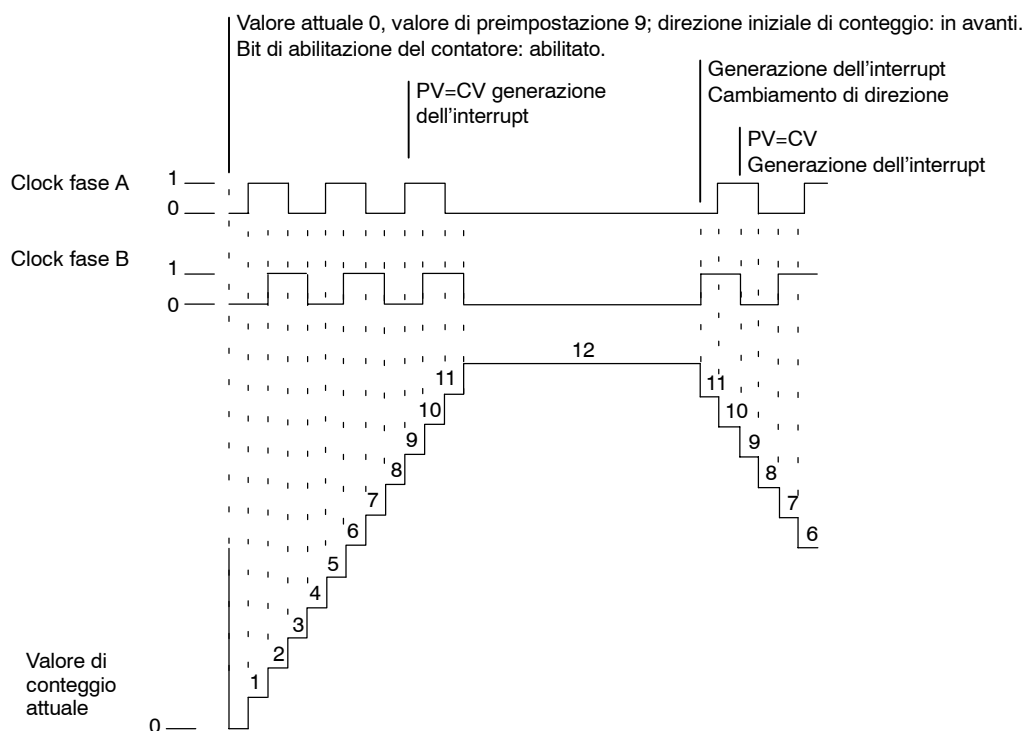 Valore attuale 0, valore di preimpostazione 9; direzione iniziale di conteggio: in avanti.
Bit di abilitazione del contatore: abilitato.
PV=CV generazione
dell'interrupt
Generazione dell'interrupt
Cambiamento di direzione
PV=CV
Generazione dell'interrupt
Clock fase A
1
0
Clock fase B
1
0
12
11
11
10
10
9
9
8
8
7
7
6
6
5
4
3
2
1
Valore di
conteggio
attuale
0